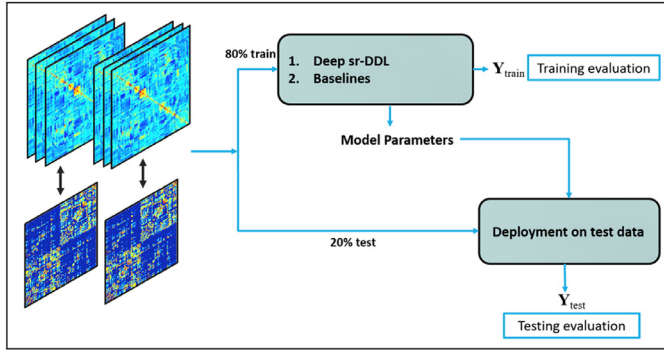 80% train
1. Deep sr-DDL
2. Baselines
Y_train
Training evaluation
Model Parameters
20% test
Deployment on test data
Y_test
Testing evaluation